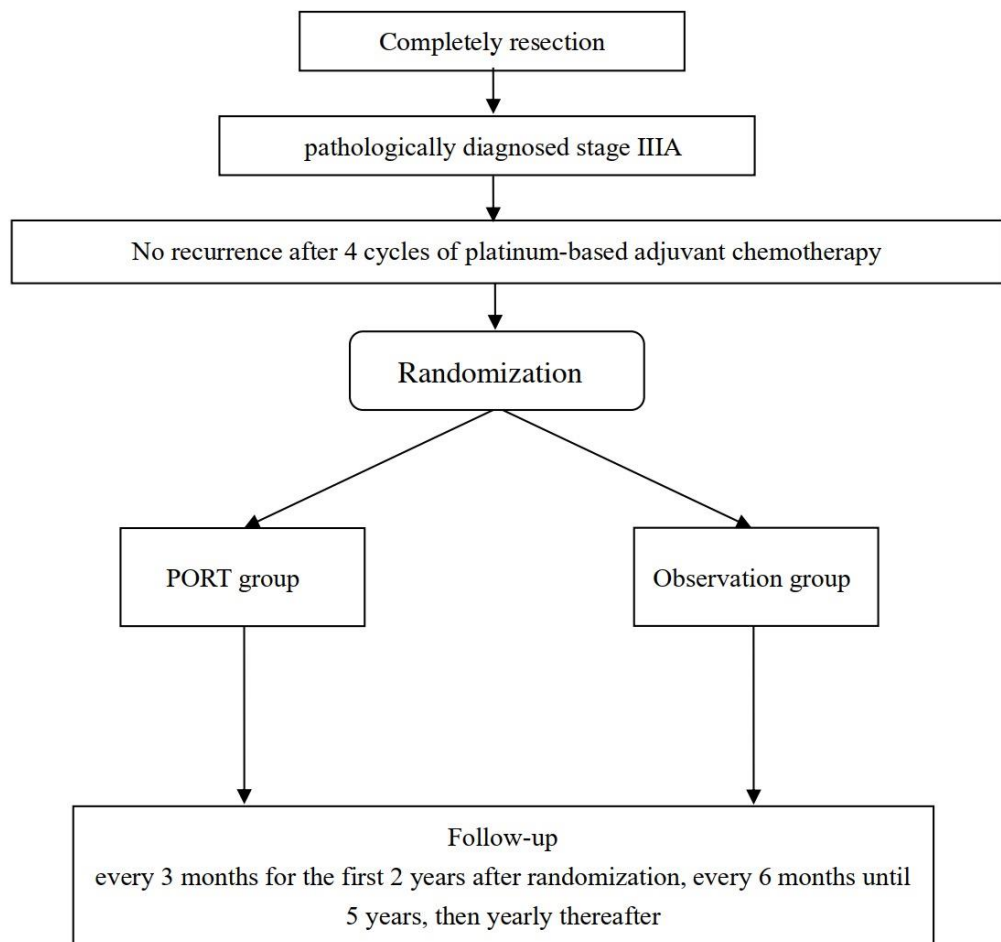 Completely resection
pathologically diagnosed stage IIIA
No recurrence after 4 cycles of platinum-based adjuvant chemotherapy
Randomization
PORT group
Observation group
Follow-up
every 3 months for the first 2 years after randomization, every 6 months until
5 years, then yearly thereafter